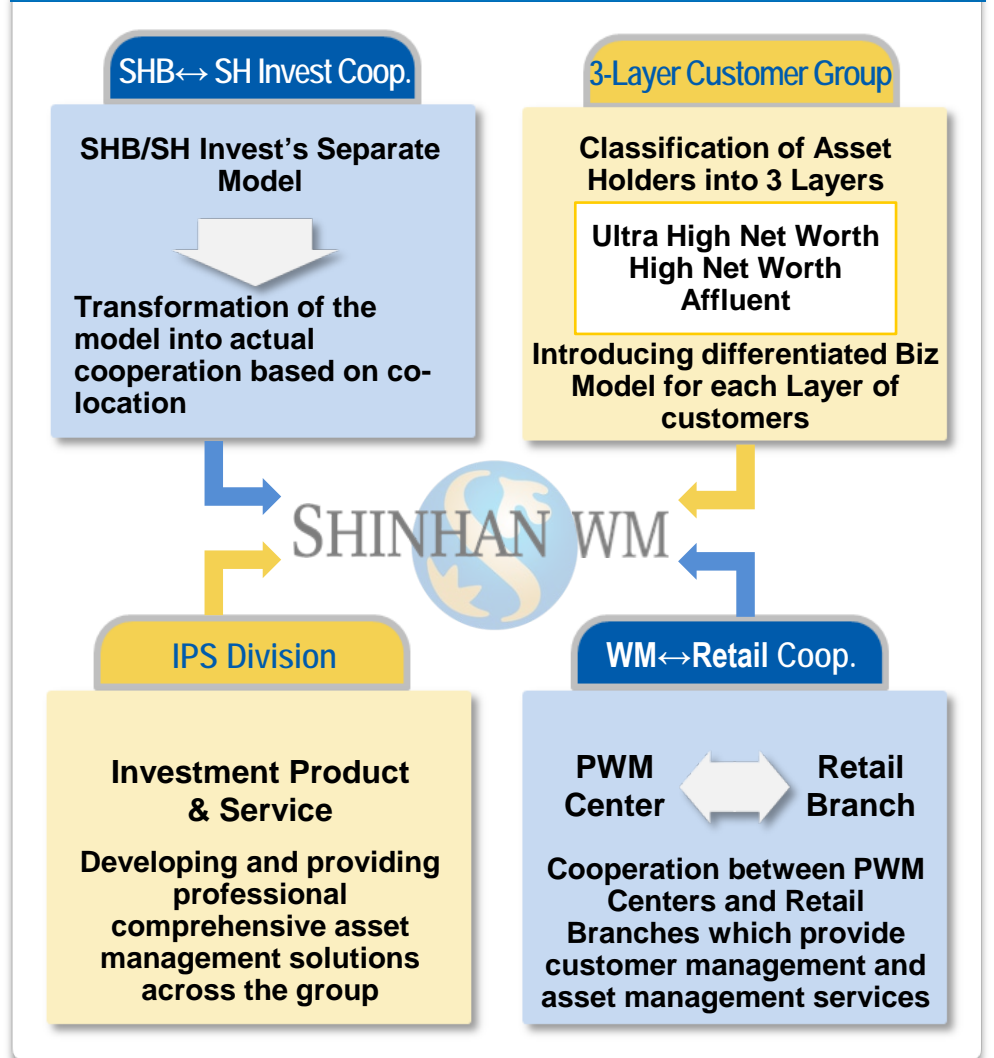 SHB↔ SH Invest Coop.
SHB/SH Invest's Separate
Model
Transformation of the
model into actual
cooperation based on co-
location
3-Layer Customer Group
Classification of Asset
Holders into 3 Layers
Ultra High Net Worth
High Net Worth
Affluent
Introducing differentiated Biz
Model for each Layer of
customers
SHINHAN WM
IPS Division
Investment Product
& Service
Developing and providing
professional
comprehensive asset
management solutions
across the group
WM↔Retail Coop.
PWM
Center
Retail
Branch
Cooperation between PWM
Centers and Retail
Branches which provide
customer management and
asset management services